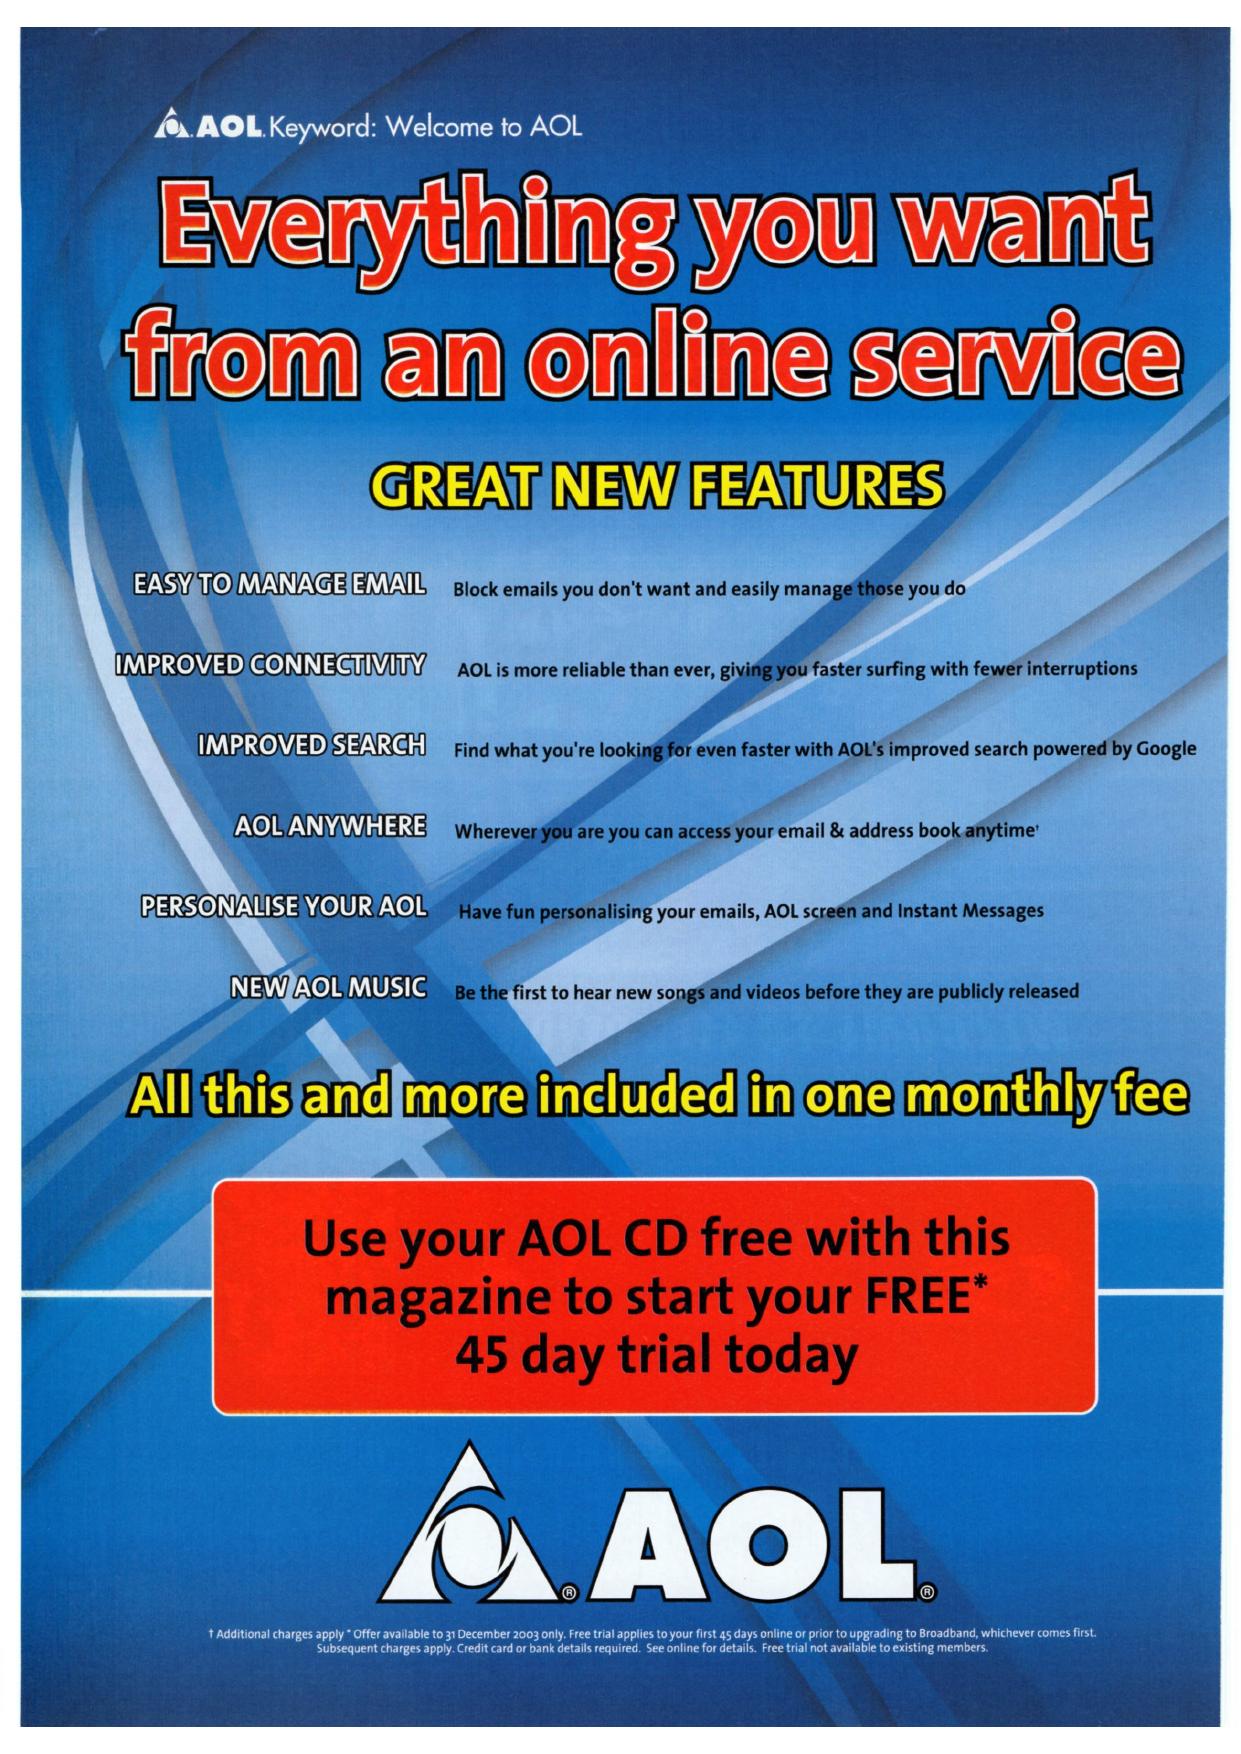 AOL Keyword: Welcome to AOL
Everything you want
from an online service
GREAT NEW FEATURES
EASY TO MANAGE EMAIL Block emails you don't want and easily manage those you do
IMPROVED CONNECTIVITY AOL is more reliable than ever, giving you faster surfing with fewer interruptions
IMPROVED SEARCH Find what you're looking for even faster with AOL's improved search powered by Google
AOL ANYWHERE Wherever you are you can access your email & address book anytime†
PERSONALISE YOUR AOL Have fun personalising your emails, AOL screen and Instant Messages
NEW AOL MUSIC Be the first to hear new songs and videos before they are publicly released
All this and more included in one monthly fee
Use your AOL CD free with this
magazine to start your FREE*
45 day trial today
® AOL®
† Additional charges apply * Offer available to 31 December 2003 only. Free trial applies to your first 45 days online or prior to upgrading to Broadband, whichever comes first.
Subsequent charges apply. Credit card or bank details required. See online for details. Free trial not available to existing members.